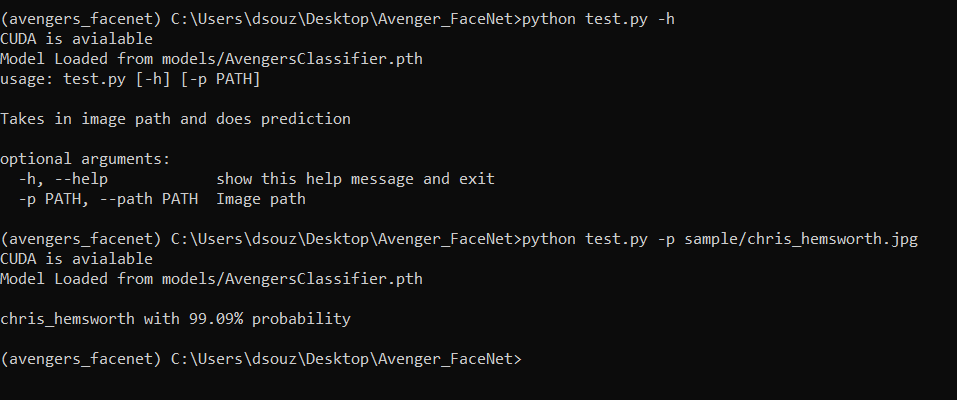 (avengers_facenet) C:\Users\dsouz\Desktop\Avenger_FaceNet>python test.py -h
CUDA is avialable
Model Loaded from models/AvengersClassifier.pth
usage: test.py [-h] [-p PATH]
Takes in image path and does prediction
optional arguments:
-h, --help show this help message and exit
-p PATH, --path PATH Image path
(avengers_facenet) C:\Users\dsouz\Desktop\Avenger_FaceNet>python test.py -p sample/chris_hemsworth.jpg
CUDA is avialable
Model Loaded from models/AvengersClassifier.pth
chris_hemsworth with 99.09% probability
(avengers_facenet) C:\Users\dsouz\Desktop\Avenger_FaceNet>